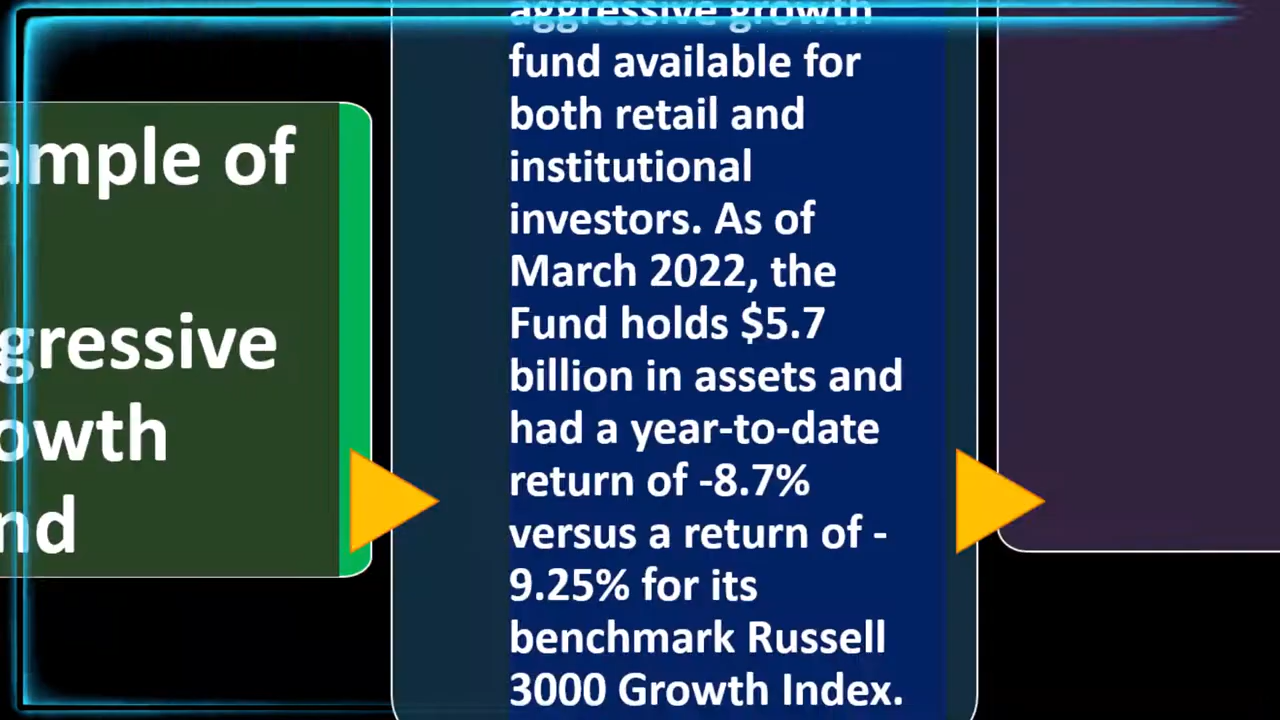 ample of
gressive
owth
nd
aggressive growth
fund available for
both retail and
institutional
investors. As of
March 2022, the
Fund holds $5.7
billion in assets and
had a year-to-date
return of -8.7%
versus a return of -
9.25% for its
benchmark Russell
3000 Growth Index.